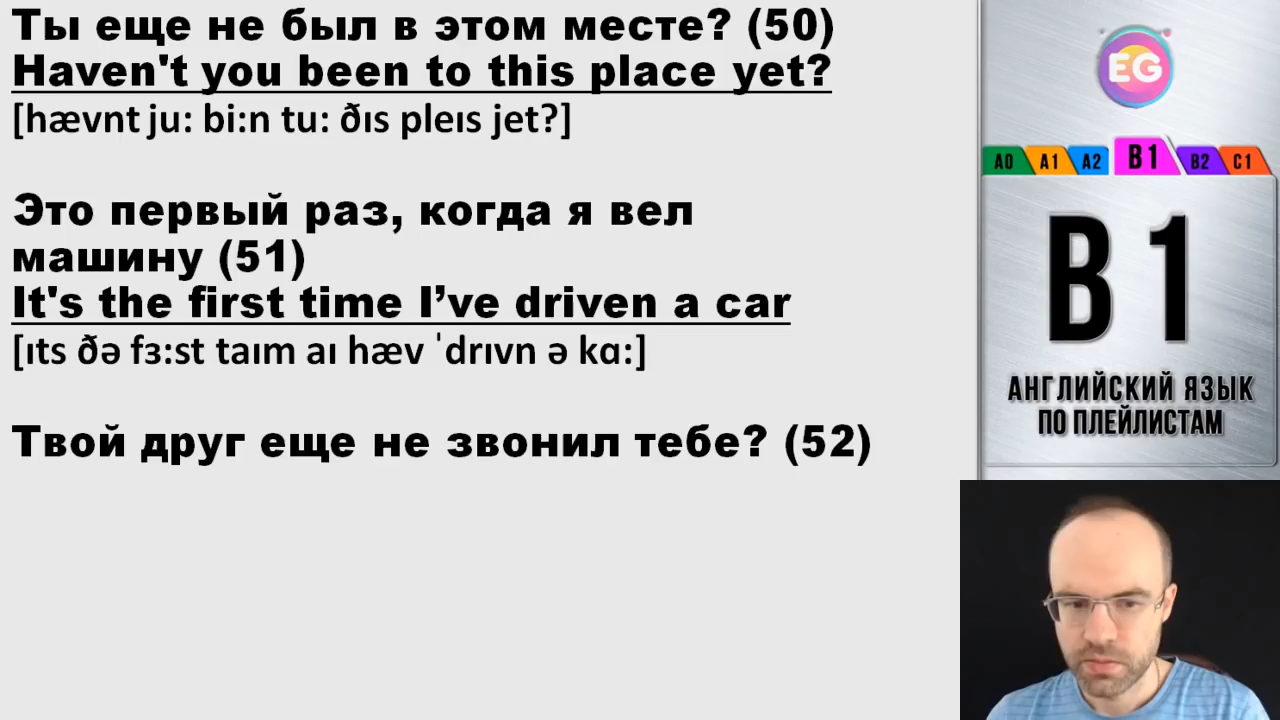 Ты еще не был в этом месте? (50)
Haven't you been to this place yet?
[hævnt ju: bi:n tu: ðɪs pleɪs jet?]
Это первый раз, когда я вел
машину (51)
It's the first time I’ve driven a car
[ɪts ðə fɜ:st taɪm aɪ hæv ˈdrɪvn ə kɑ:]
Твой друг еще не звонил тебе? (52)
EG
A0 A1 A2 B1 B2 C1
B1
АНГЛИЙСКИЙ ЯЗЫК
ПО ПЛЕЙЛИСТАМ